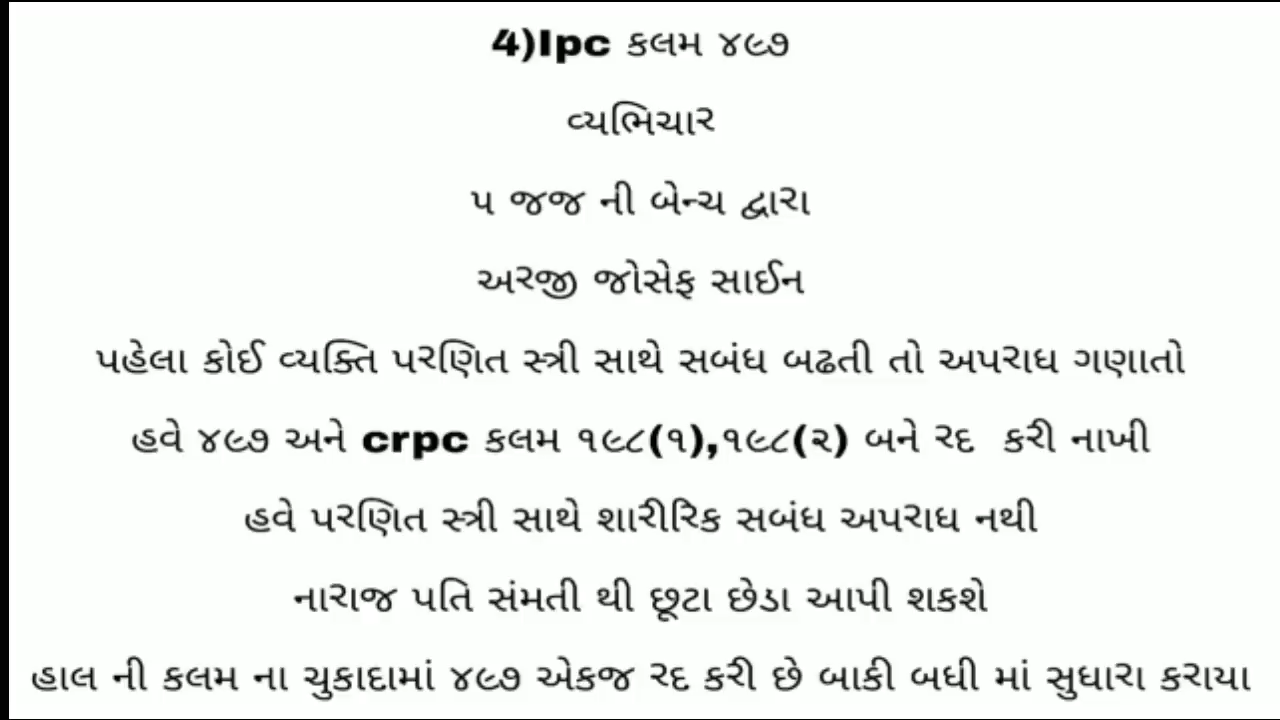 4)Ipc કલમ ૪૯૭
વ્યભિચાર
૫ જજ ની બેન્ચ દ્વારા
અરજી જોસેફ સાઈન
પહેલા કોઈ વ્યક્તિ પરણિત સ્ત્રી સાથે સબંધ બઢતી તો અપરાધ ગણાતો
હવે ૪૯૭ અને crpc કલમ ૧૯૮(૧),૧૯૮(૨) બને રદ કરી નાખી
હવે પરણિત સ્ત્રી સાથે શારીરિક સબંધ અપરાધ નથી
નારાજ પતિ સંમતી થી છૂટા છેડા આપી શકશે
હાલ ની કલમ ના ચુકાદામાં ૪૯૭ એકજ રદ કરી છે બાકી બધી માં સુધારા કરાયા